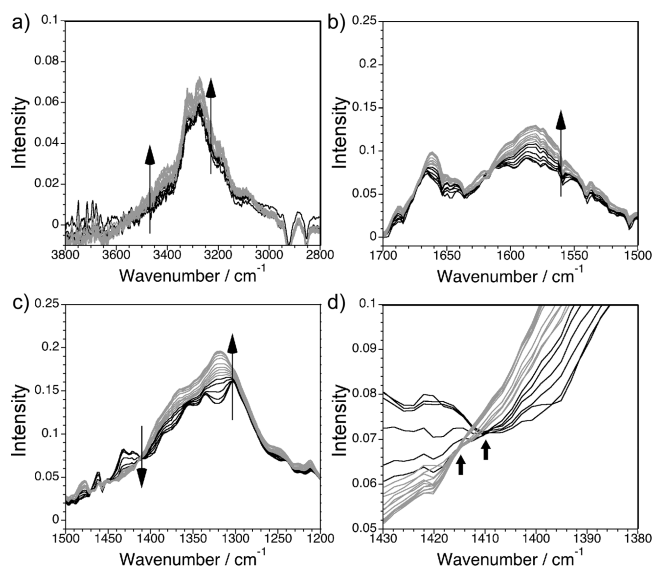 a)
0.1
0.08
0.06
0.04
0.02
0
Intensity
3800 3600 3400 3200 3000 2800
Wavenumber / cm-1
b)
0.25
0.2
0.15
0.1
0.05
0
Intensity
1700 1650 1600 1550 1500
Wavenumber / cm-1
c)
0.25
0.2
0.15
0.1
0.05
0
Intensity
1500 1450 1400 1350 1300 1250 1200
Wavenumber / cm-1
d)
0.1
0.09
0.08
0.07
0.06
0.05
Intensity
1430 1420 1410 1400 1390 1380
Wavenumber / cm-1